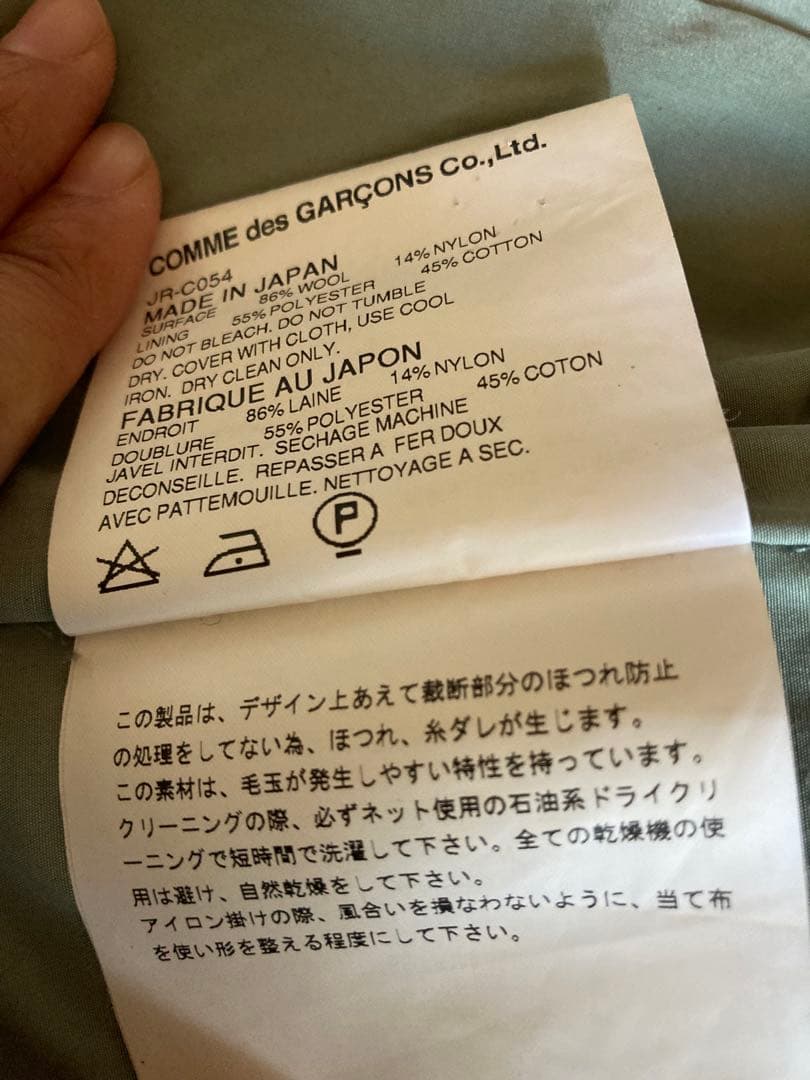 COMME des GARÇONS Co.,Ltd.
JR-C054
MADE IN JAPAN
SURFACE 86% WOOL 14% NYLON
LINING 55% POLYESTER 45% COTTON
DO NOT BLEACH. DO NOT TUMBLE
DRY. COVER WITH CLOTH, USE COOL
IRON. DRY CLEAN ONLY.
FABRIQUE AU JAPON
ENDROIT 86% LAINE 14% NYLON
DOUBLURE 55% POLYESTER 45% COTON
JAVEL INTERDIT. SECHAGE MACHINE
DECONSEILLE. REPASSER A FER DOUX
AVEC PATTEMOUILLE. NETTOYAGE A SEC.
P
この製品は、デザイン上あえて裁断部分のほつれ防止
の処理をしてない為、ほつれ、糸ダレが生じます。
この素材は、毛玉が発生しやすい特性を持っています。
クリーニングの際、必ずネット使用の石油系ドライクリ
ーニングで短時間で洗濯して下さい。全ての乾燥機の使
用は避け、自然乾燥をして下さい。
アイロン掛けの際、風合いを損なわないように、当て布
を使い形を整える程度にして下さい。